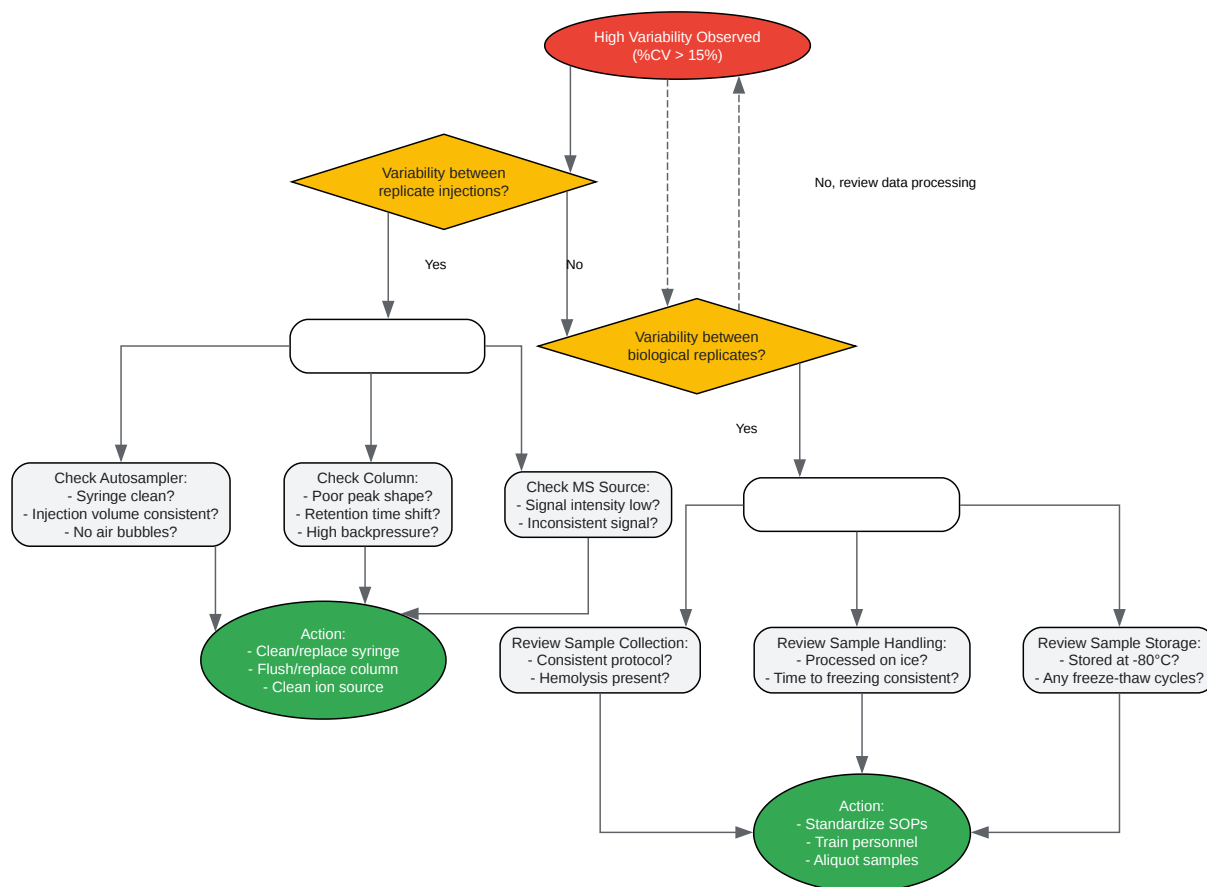 High Variability Observed
(%CV > 15%)
Variability between
replicate injections?
No, review data processing
Yes
No
Variability between
biological replicates?
Yes
Check Autosampler:
- Syringe clean?
- Injection volume consistent?
- No air bubbles?
Check Column:
- Poor peak shape?
- Retention time shift?
- High backpressure?
Check MS Source:
- Signal intensity low?
- Inconsistent signal?
Action:
- Clean/replace syringe
- Flush/replace column
- Clean ion source
Review Sample Collection:
- Consistent protocol?
- Hemolysis present?
Review Sample Handling:
- Processed on ice?
- Time to freezing consistent?
Review Sample Storage:
- Stored at -80°C?
- Any freeze-thaw cycles?
Action:
- Standardize SOPs
- Train personnel
- Aliquot samples